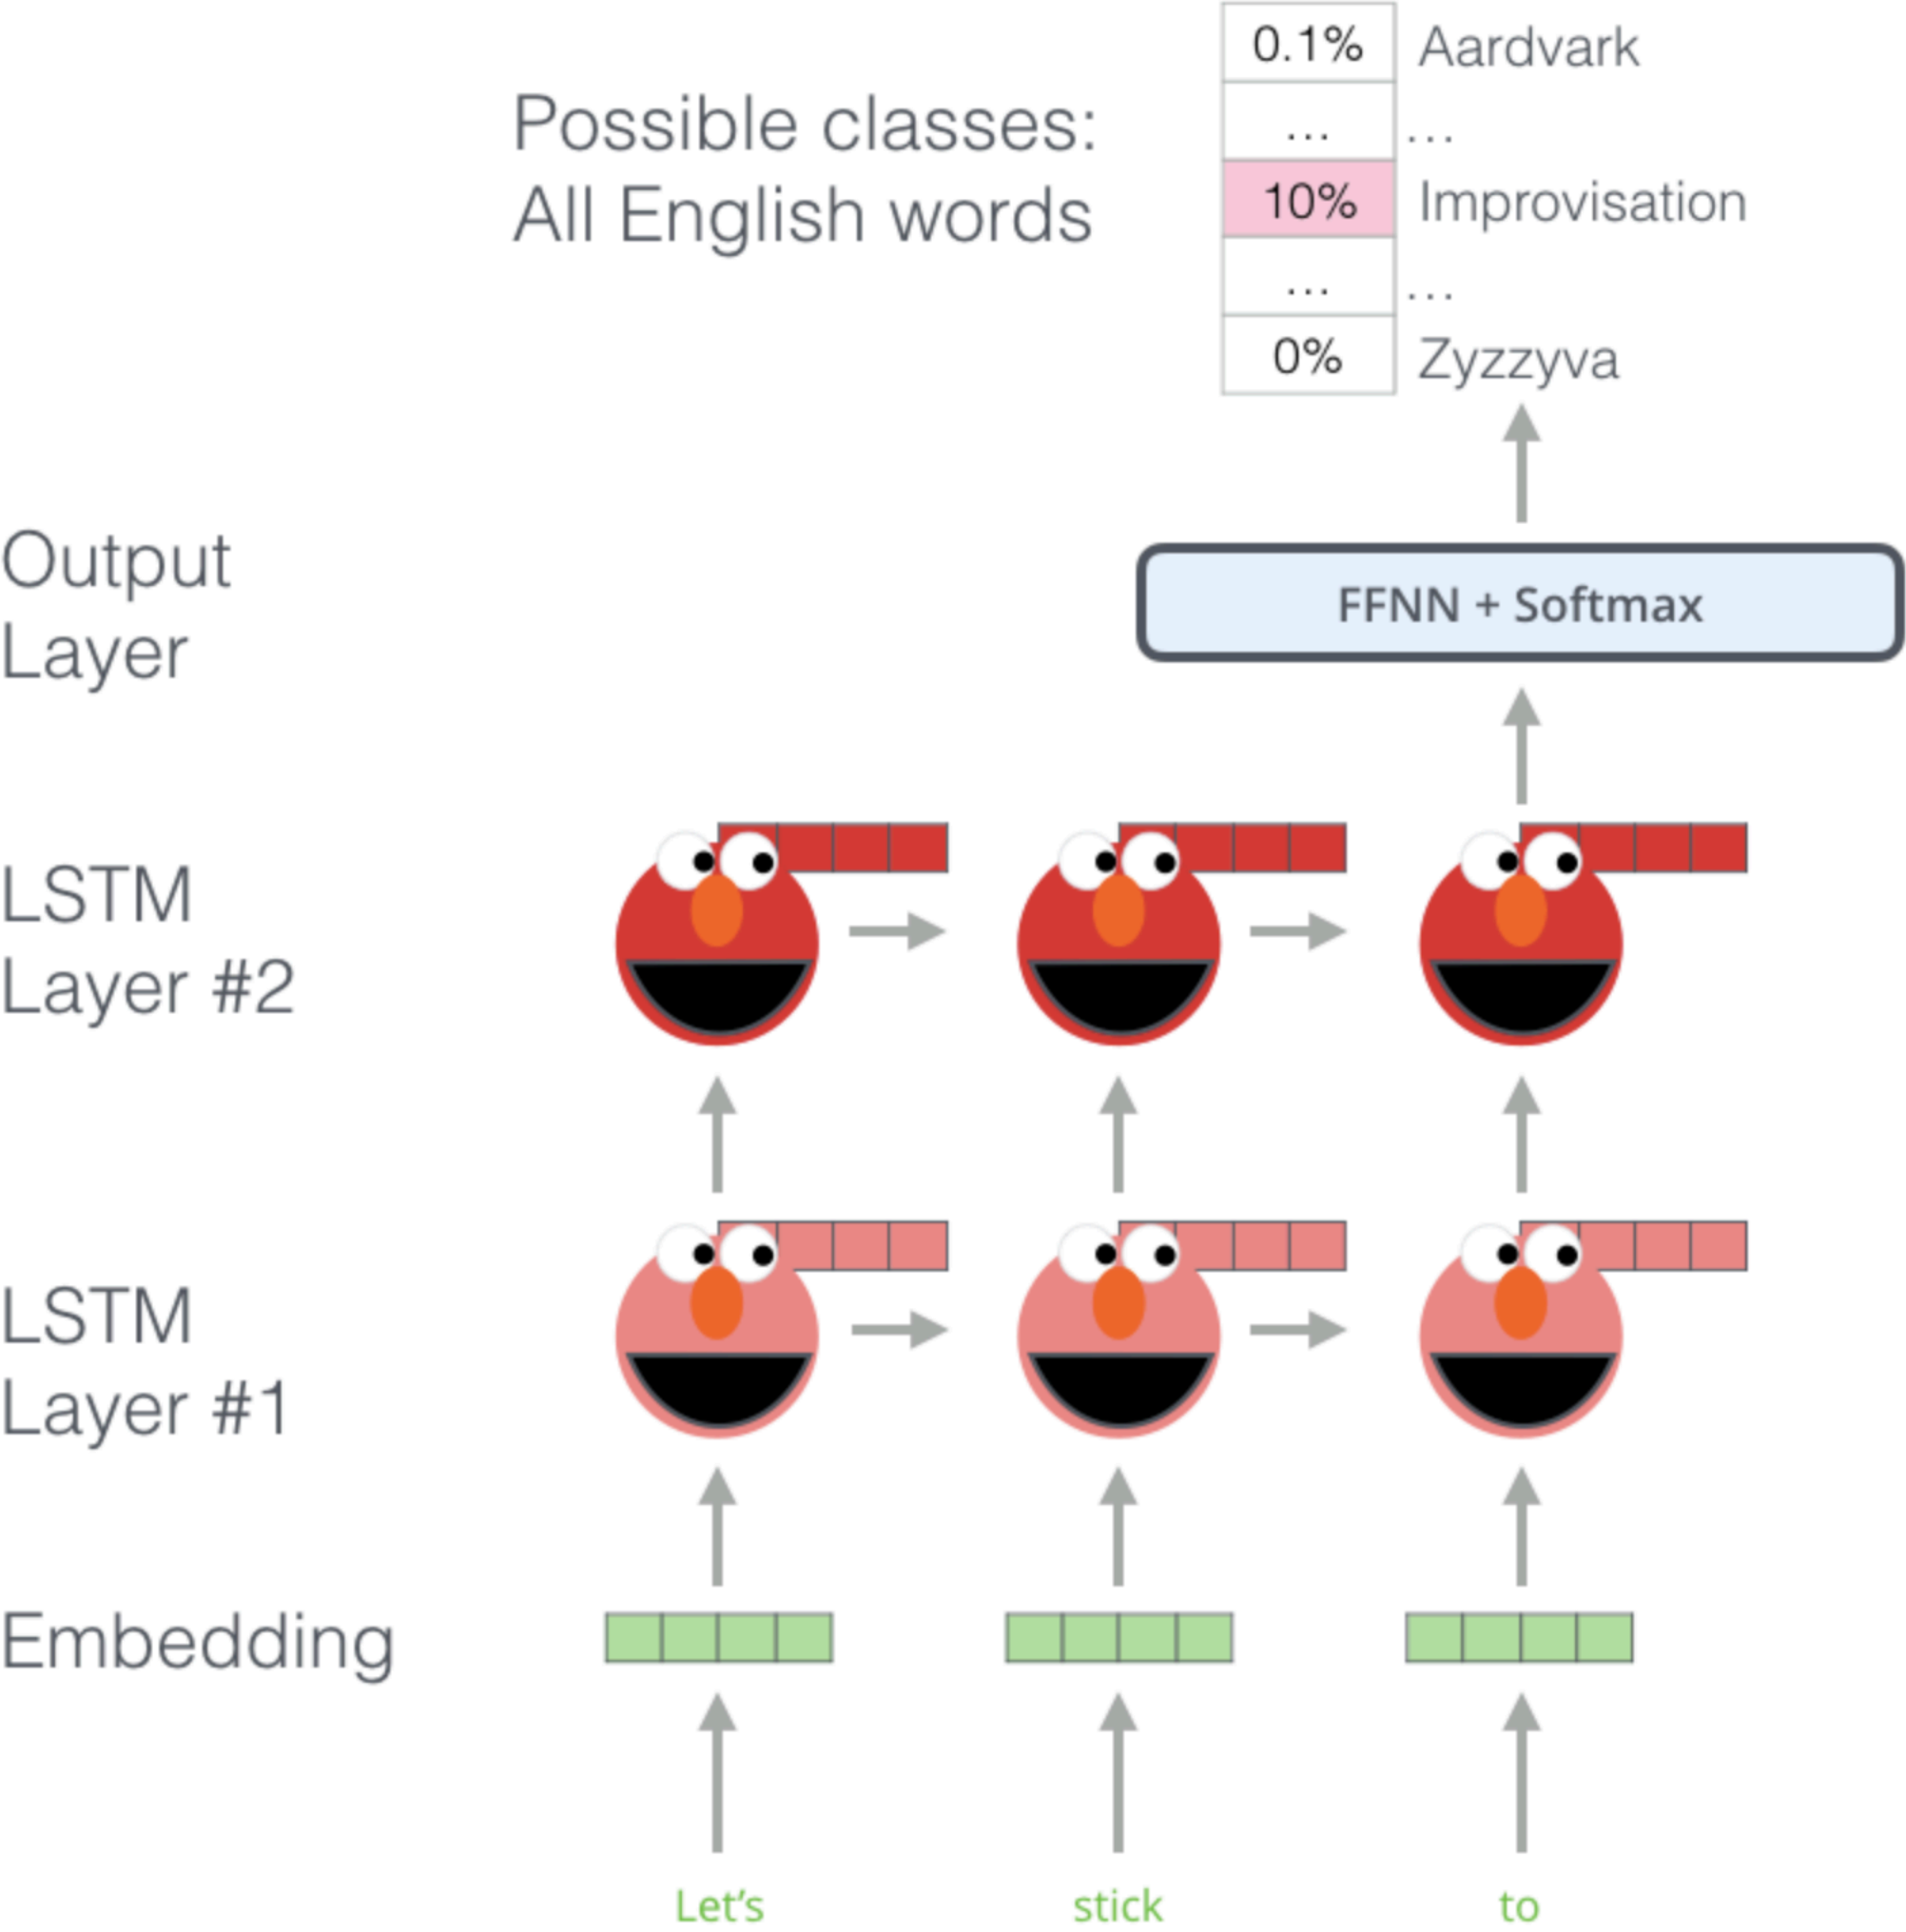 0.1% Aardvark
Possible classes:
... ...
All English words
10% Improvisation
... ...
0% Zyzzyva
Output
Layer
FFNN + Softmax
LSTM
Layer #2
LSTM
Layer #1
Embedding
Let’s stick to